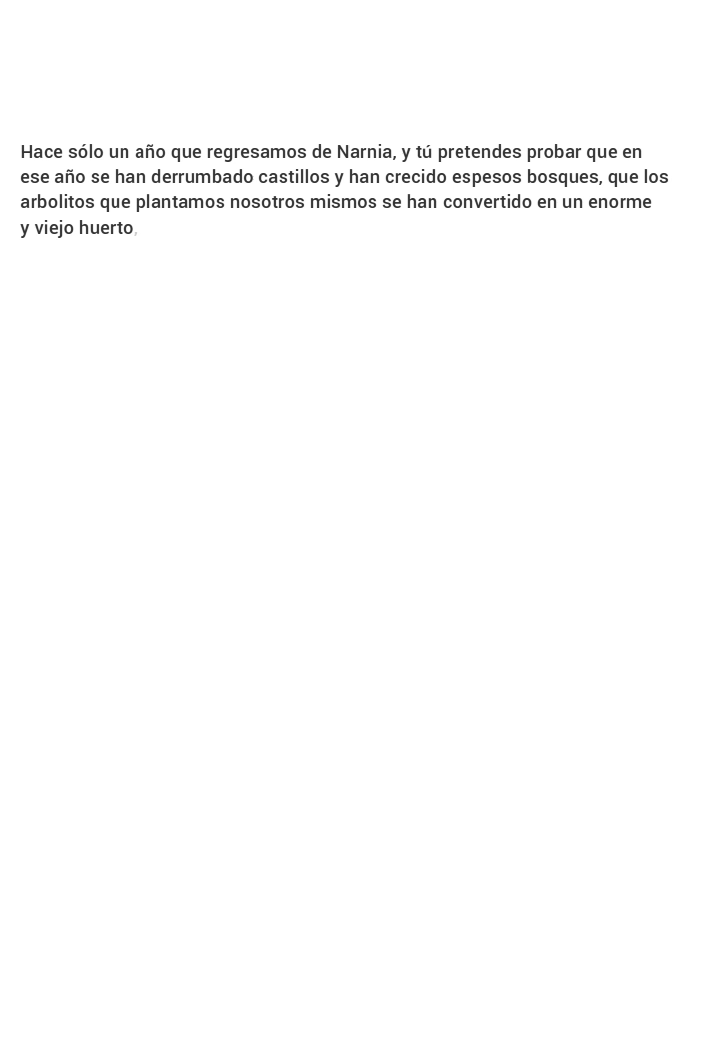 Hace sólo un año que regresamos de Narnia, y tú pretendes probar que en
ese año se han derrumbado castillos y han crecido espesos bosques, que los
arbolitos que plantamos nosotros mismos se han convertido en un enorme
y viejo huerto,